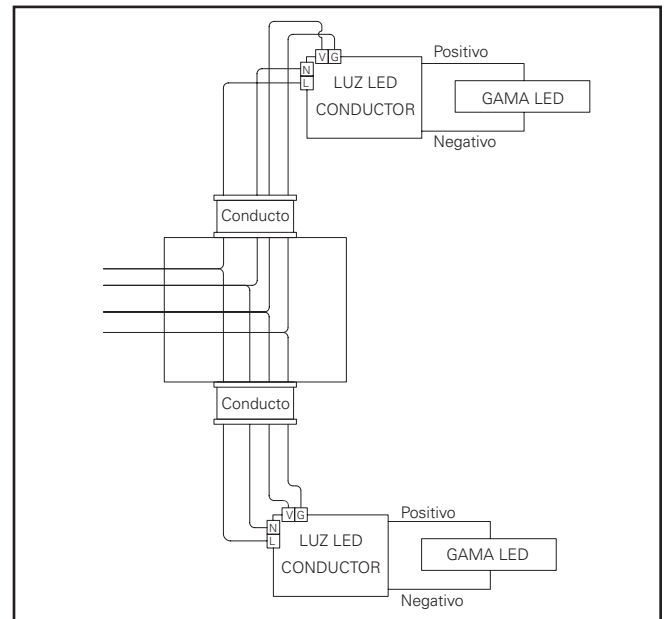 V G
N
L
LUZ LED
CONDUCTOR
Positivo
GAMA LED
Negativo
Conducto
Conducto
V G
N
L
LUZ LED
CONDUCTOR
Positivo
GAMA LED
Negativo